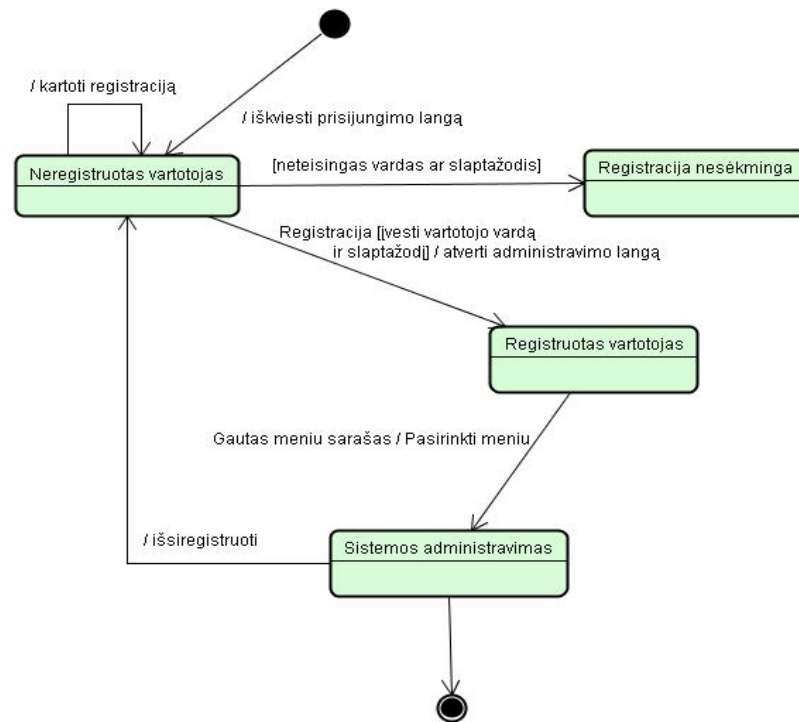 / kartoti registraciją
/ iškviesti prisijungimo langą
Neregistruotas vartotojas
[neteisingas vardas ar slaptažodis]
Registracija nesėkminga
Registracija [įvesti vartotojo vardą
ir slaptažodį] / atverti administravimo langą
Registruotas vartotojas
Gautas meniu sarašas / Pasirinkti meniu
/ išsiregistruoti
Sistemos administravimas